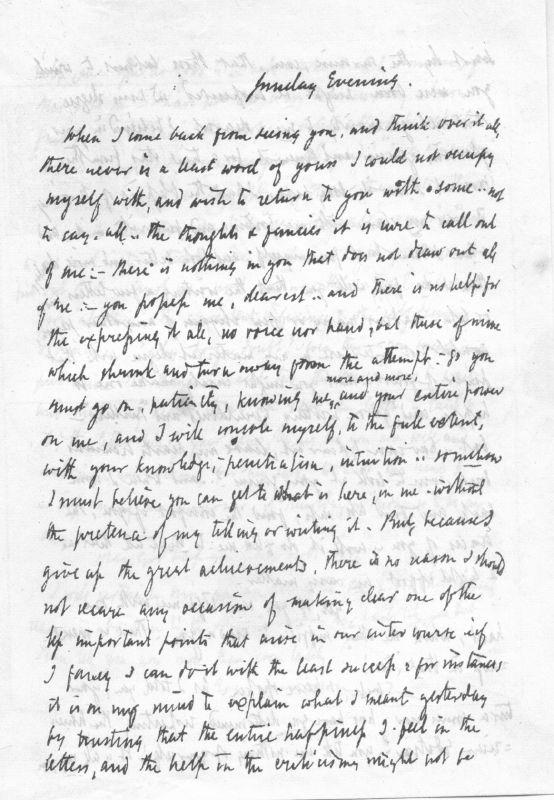 Sunday Evening.
When I come back from seeing you, and think over it all,
there never is a least word of yours I could not occupy
myself with, and wish to return to you with some .. not
to say, all .. the thoughts & fancies it is sure to call out
of me :– there is nothing in you that does not draw out all
of me :– you possess me, dearest .. and there is no help for
the expressing it all, no voice nor hand, but these of mine
which shrink and turn away from the attempt :– so you
must go on, patiently, knowing me more and more, and your entire power
on me, and I will console myself, to the full extent,
with your knowledge, – penetration, intuition .. somehow
I must believe you can get to what is here, in me – without
the pretence of my telling or writing it. But, because I
give up the great achievements, there is no reason I should
not secure any occasion of making clear one of the
less important points that arise in our intercourse .. if
I fancy I can do it with the least success : for instance,
it is on my mind to explain what I meant yesterday
by trusting that the entire happiness I feel in the
letters, and the help in the criticising might not be